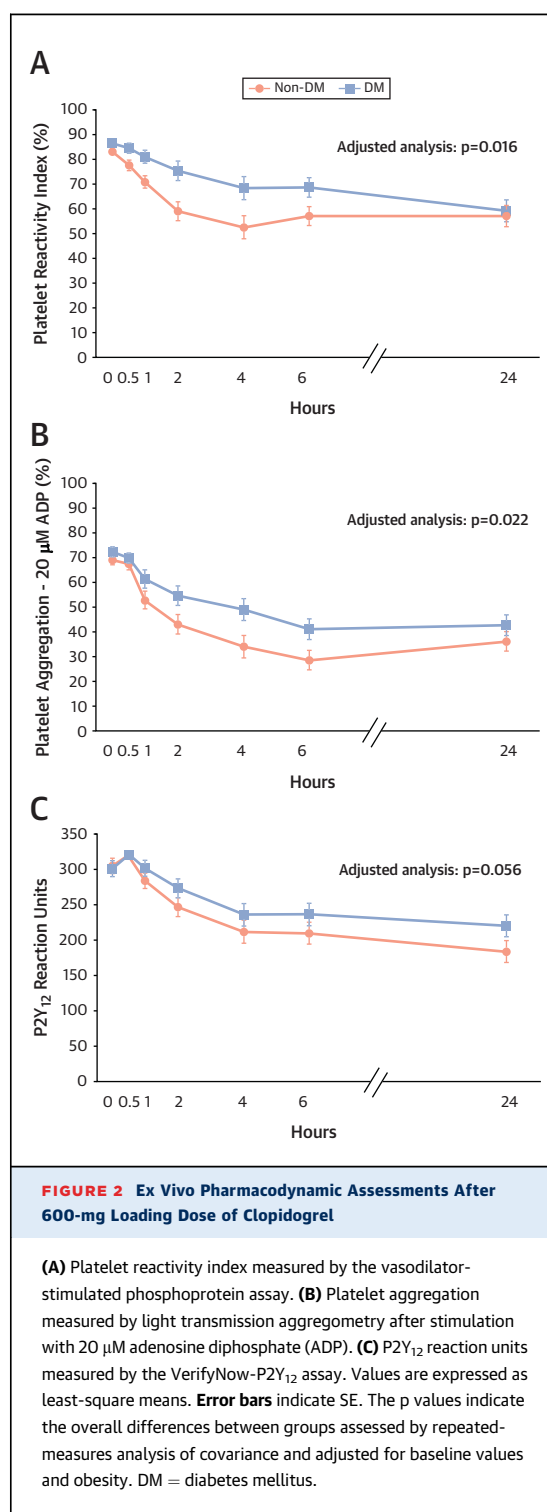 A
Non-DM DM
Adjusted analysis: p=0.016
Platelet Reactivity Index (%)
100
90
80
70
60
50
40
30
20
10
0
0 0.5 1 2 4 6 24
Hours
B
Adjusted analysis: p=0.022
Platelet Aggregation - 20 μM ADP (%)
100
90
80
70
60
50
40
30
20
10
0
0 0.5 1 2 4 6 24
Hours
C
Adjusted analysis: p=0.056
P2Y₁₂ Reaction Units
350
300
250
200
150
100
50
0
0 0.5 1 2 4 6 24
Hours
FIGURE 2 Ex Vivo Pharmacodynamic Assessments After
600-mg Loading Dose of Clopidogrel
(A) Platelet reactivity index measured by the vasodilator-
stimulated phosphoprotein assay. (B) Platelet aggregation
measured by light transmission aggregometry after stimulation
with 20 μM adenosine diphosphate (ADP). (C) P2Y₁₂ reaction units
measured by the VerifyNow-P2Y₁₂ assay. Values are expressed as
least-square means. Error bars indicate SE. The p values indicate
the overall differences between groups assessed by repeated-
measures analysis of covariance and adjusted for baseline values
and obesity. DM = diabetes mellitus.